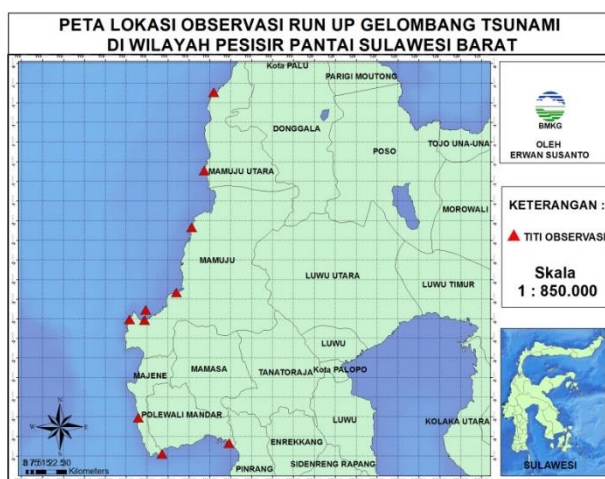 PETA LOKASI OBSERVASI RUN UP GELOMBANG TSUNAMI
DI WILAYAH PESISIR PANTAI SULAWESI BARAT
Kota PALU
PARIGI MOUTONG
DONGGALA
TOJO UNA-UNA
POSO
MAMUJU UTARA
MOROWALI
MAMUJU
LUWU UTARA
LUWU TIMUR
LUWU
MAJENE
MAMASA
TANATORAJA
Kota PALOPO
POLEWALI MANDAR
LUWU
KOLAKA UTARA
ENREKKANG
PINRANG
SIDENRENG RAPANG
N
W
E
S
Kilometers
BMKG
OLEH
ERWAN SUSANTO
KETERANGAN :
TITI OBSERVASI
Skala
1 : 850.000
SULAWESI